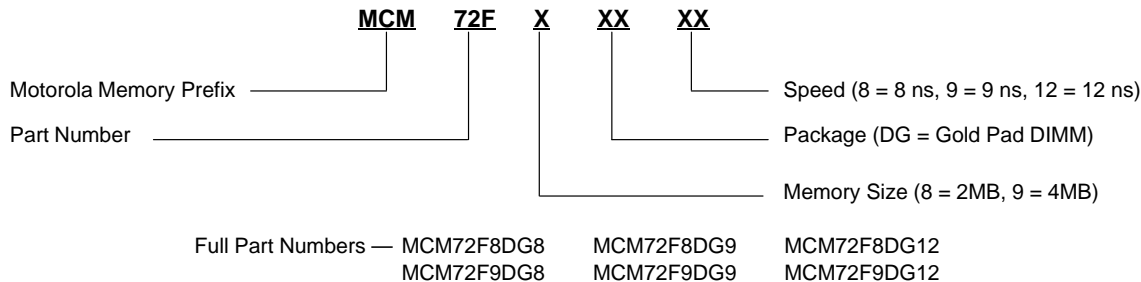 MCM 72F X XX XX
Motorola Memory Prefix
Speed (8 = 8 ns, 9 = 9 ns, 12 = 12 ns)
Part Number
Package (DG = Gold Pad DIMM)
Memory Size (8 = 2MB, 9 = 4MB)
Full Part Numbers — MCM72F8DG8 MCM72F8DG9 MCM72F8DG12
MCM72F9DG8 MCM72F9DG9 MCM72F9DG12